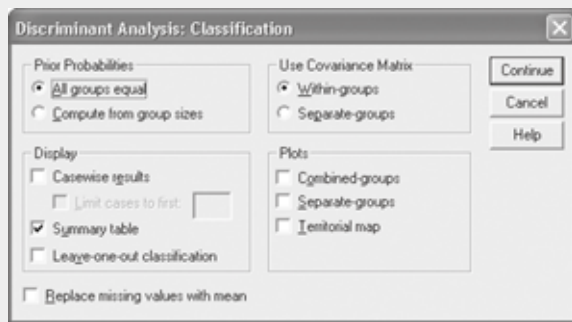 Discriminant Analysis: Classification
Prior Probabilities
All groups equal
Compute from group sizes
Use Covariance Matrix
Within-groups
Separate-groups
Continue
Cancel
Help
Display
Casewise results
Limit cases to first:
Summary table
Leave-one-out classification
Plots
Combined-groups
Separate-groups
Territorial map
Replace missing values with mean